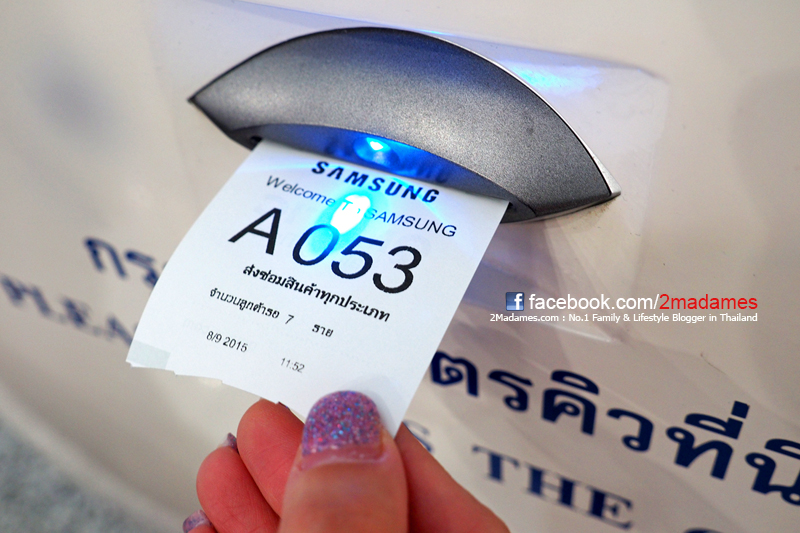 SAMSUNG
Welcome To SAMSUNG
A 053
ส่งซ่อมสินค้าทุกประเภท
จำนวนลูกค้ารอ 7 ราย
8/9 2015 11:52
facebook.com/2madames
2Madames.com : No.1 Family & Lifestyle Blogger in Thailand
ตรคิวที่นี
THE